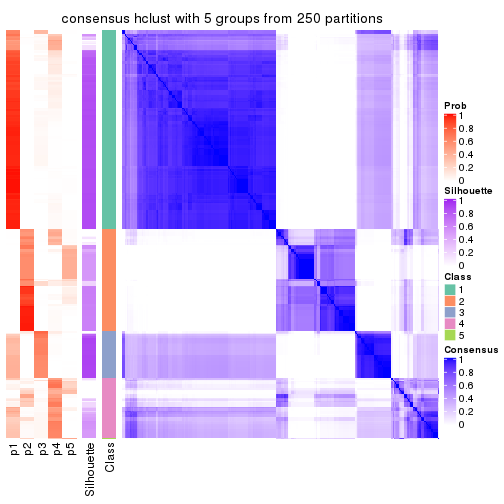 consensus hclust with 5 groups from 250 partitions
Prob
1
0.8
0.6
0.4
0.2
0
Silhouette
1
0.8
0.6
0.4
0.2
0
Class
1
2
3
4
5
Consensus
1
0.8
0.6
0.4
0.2
0
p1
p2
p3
p4
p5
Silhouette
Class